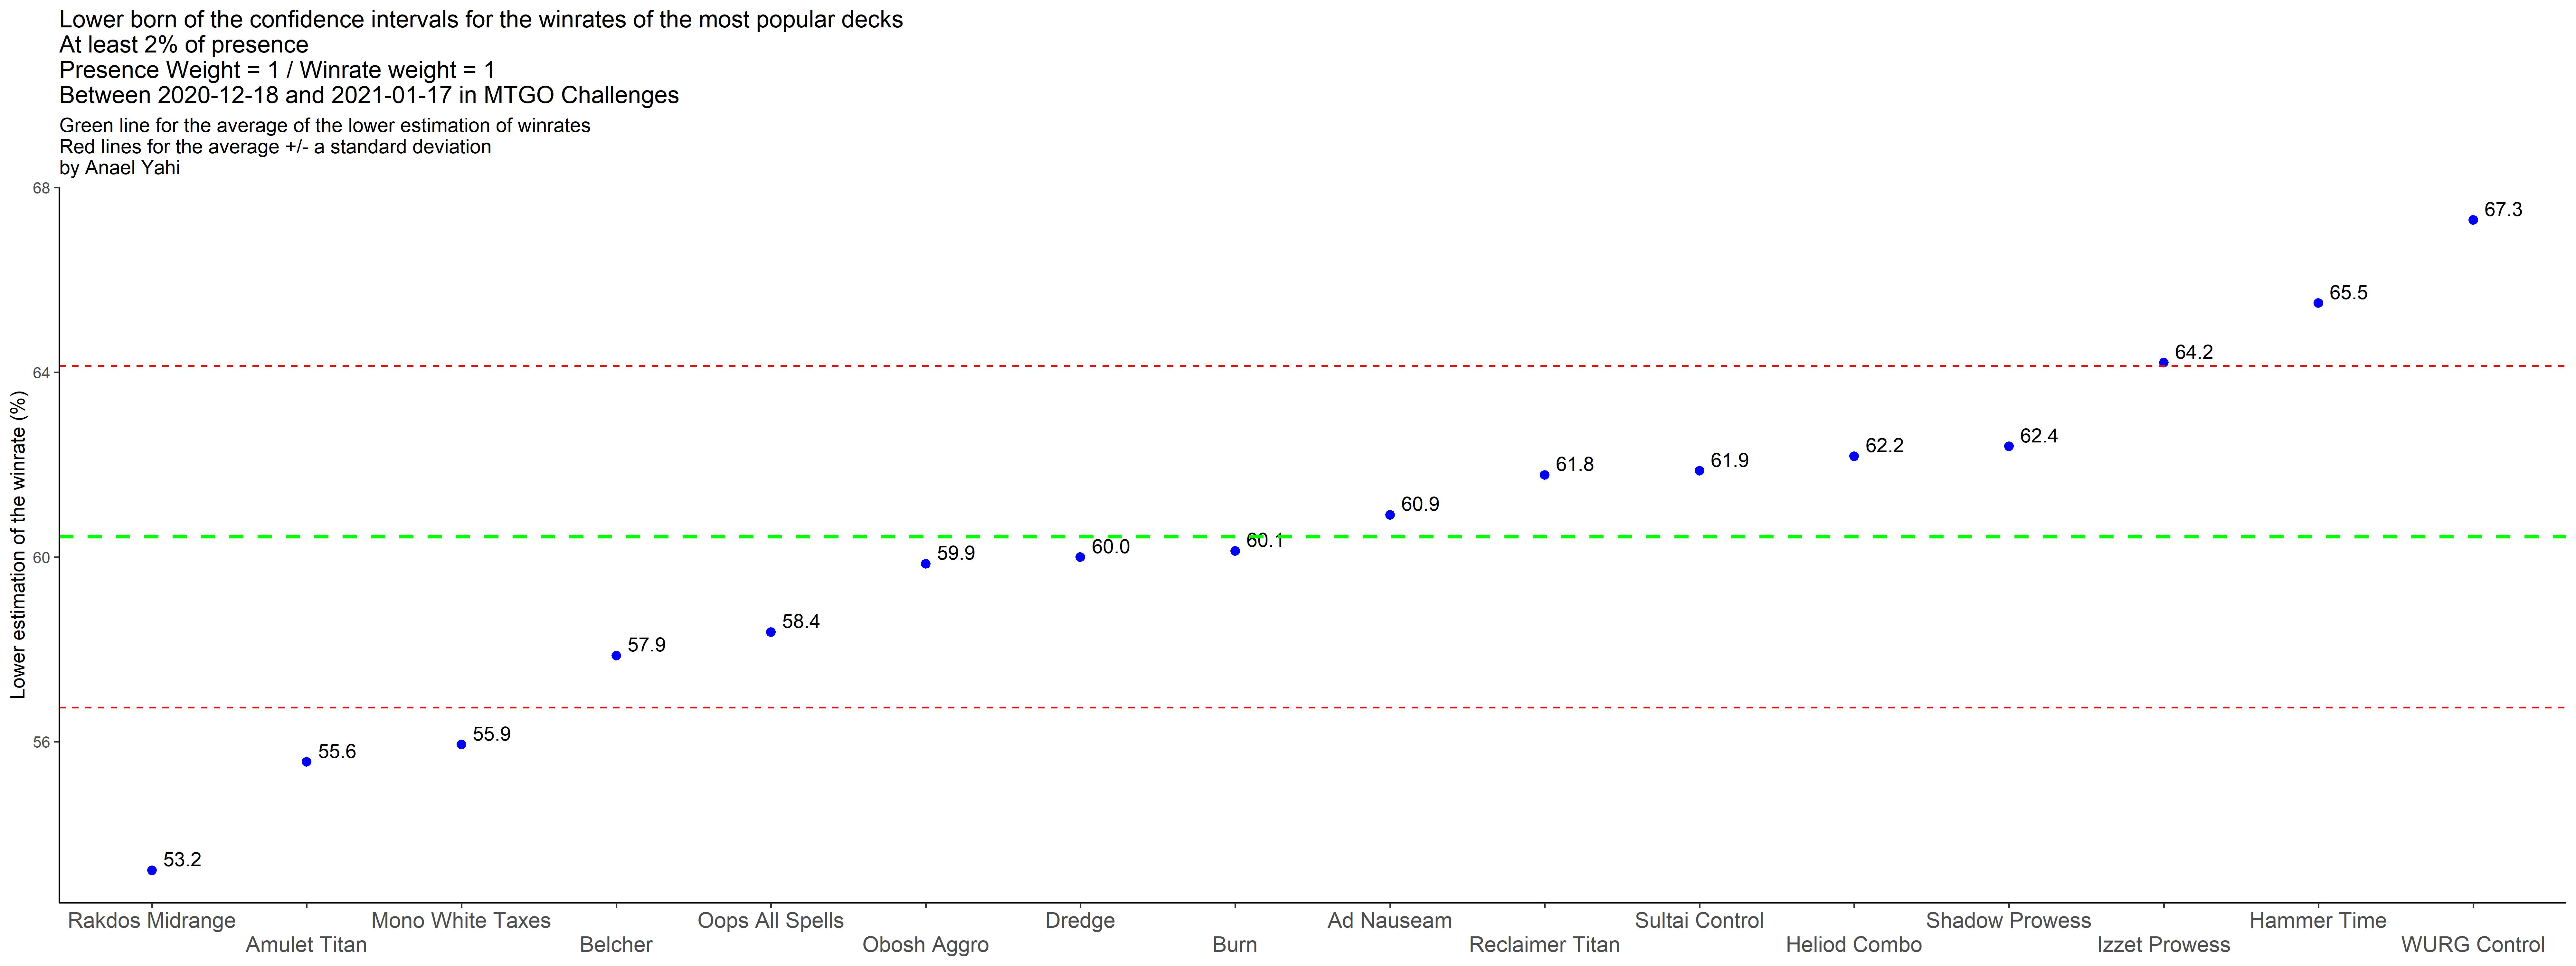 Lower born of the confidence intervals for the winrates of the most popular decks
At least 2% of presence
Presence Weight = 1 / Winrate weight = 1
Between 2020-12-18 and 2021-01-17 in MTGO Challenges
Green line for the average of the lower estimation of winrates
Red lines for the average +/- a standard deviation
by Anael Yahi
68
64
60
56
Lower estimation of the winrate (%)
53.2
55.6
55.9
57.9
58.4
59.9
60.0
60.1
60.9
61.8
61.9
62.2
62.4
64.2
65.5
67.3
Rakdos Midrange
Amulet Titan
Mono White Taxes
Belcher
Oops All Spells
Obosh Aggro
Dredge
Burn
Ad Nauseam
Reclaimer Titan
Sultai Control
Heliod Combo
Shadow Prowess
Izzet Prowess
Hammer Time
WURG Control